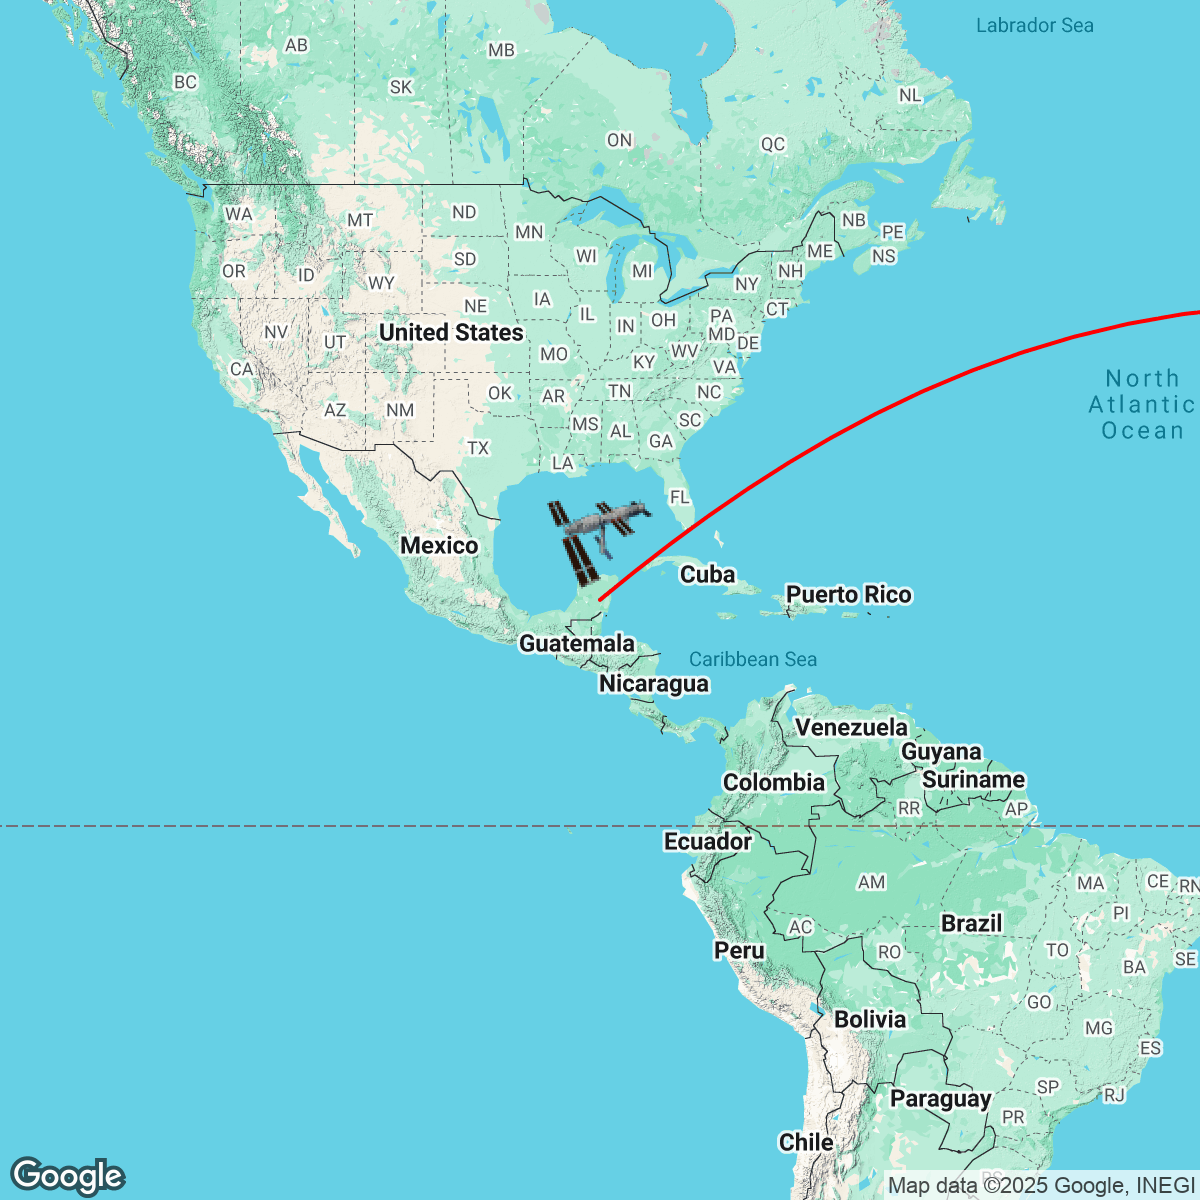 Labrador Sea
AB
MB
BC
SK
NL
ON
QC
WA
MT
ND
MN
NB
PE
ME
NS
OR
ID
WY
SD
WI
MI
NH
NY
NE
IA
IL
IN
OH
PA
CT
NV
UT
United States
MO
KY
WV
MD
DE
VA
CA
AZ
NM
OK
AR
TN
NC
North
Atlantic
Ocean
MS
AL
GA
SC
TX
LA
FL
Mexico
Cuba
Puerto Rico
Guatemala
Caribbean Sea
Nicaragua
Venezuela
Guyana
Suriname
Colombia
RR
AP
Ecuador
AM
MA
CE
RN
PI
AC
Brazil
Peru
RO
TO
BA
SE
GO
Bolivia
MG
ES
SP
RJ
Paraguay
PR
Chile
RS
Google
Map data ©2025 Google, INEGI